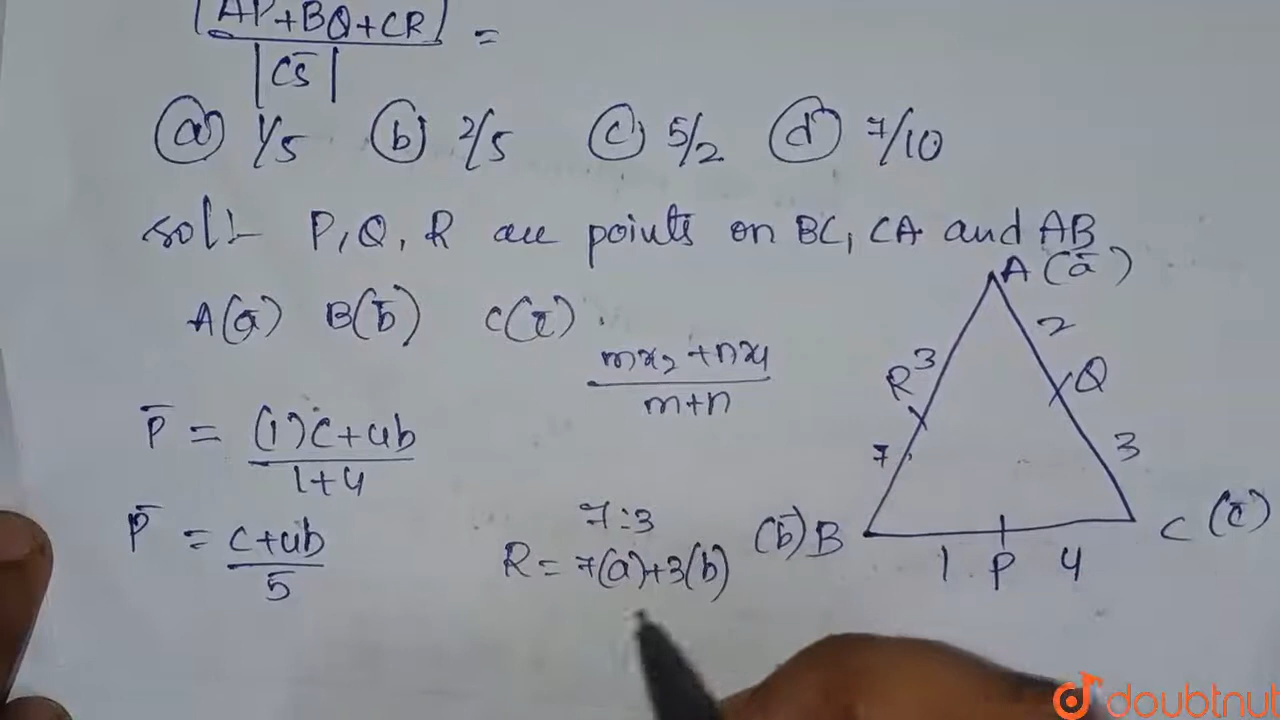 |AP+BQ+CR| =
|CS̄|
(a) 1/5 (b) 2/5 (c) 5/2 (d) 7/10
sol:- P, Q, R are points on BC, CA and AB
A(ā) B(b̄) C(c̄).
mx₂ + nx₁
m+n
P̄ = (1)c+4b
1+4
P̄ = c+4b
5
7:3
R = 7(a)+3(b)
A(ā)
2
R 3
Q
7
3
(b̄) B
C (c̄)
1 P 4
doubtnut